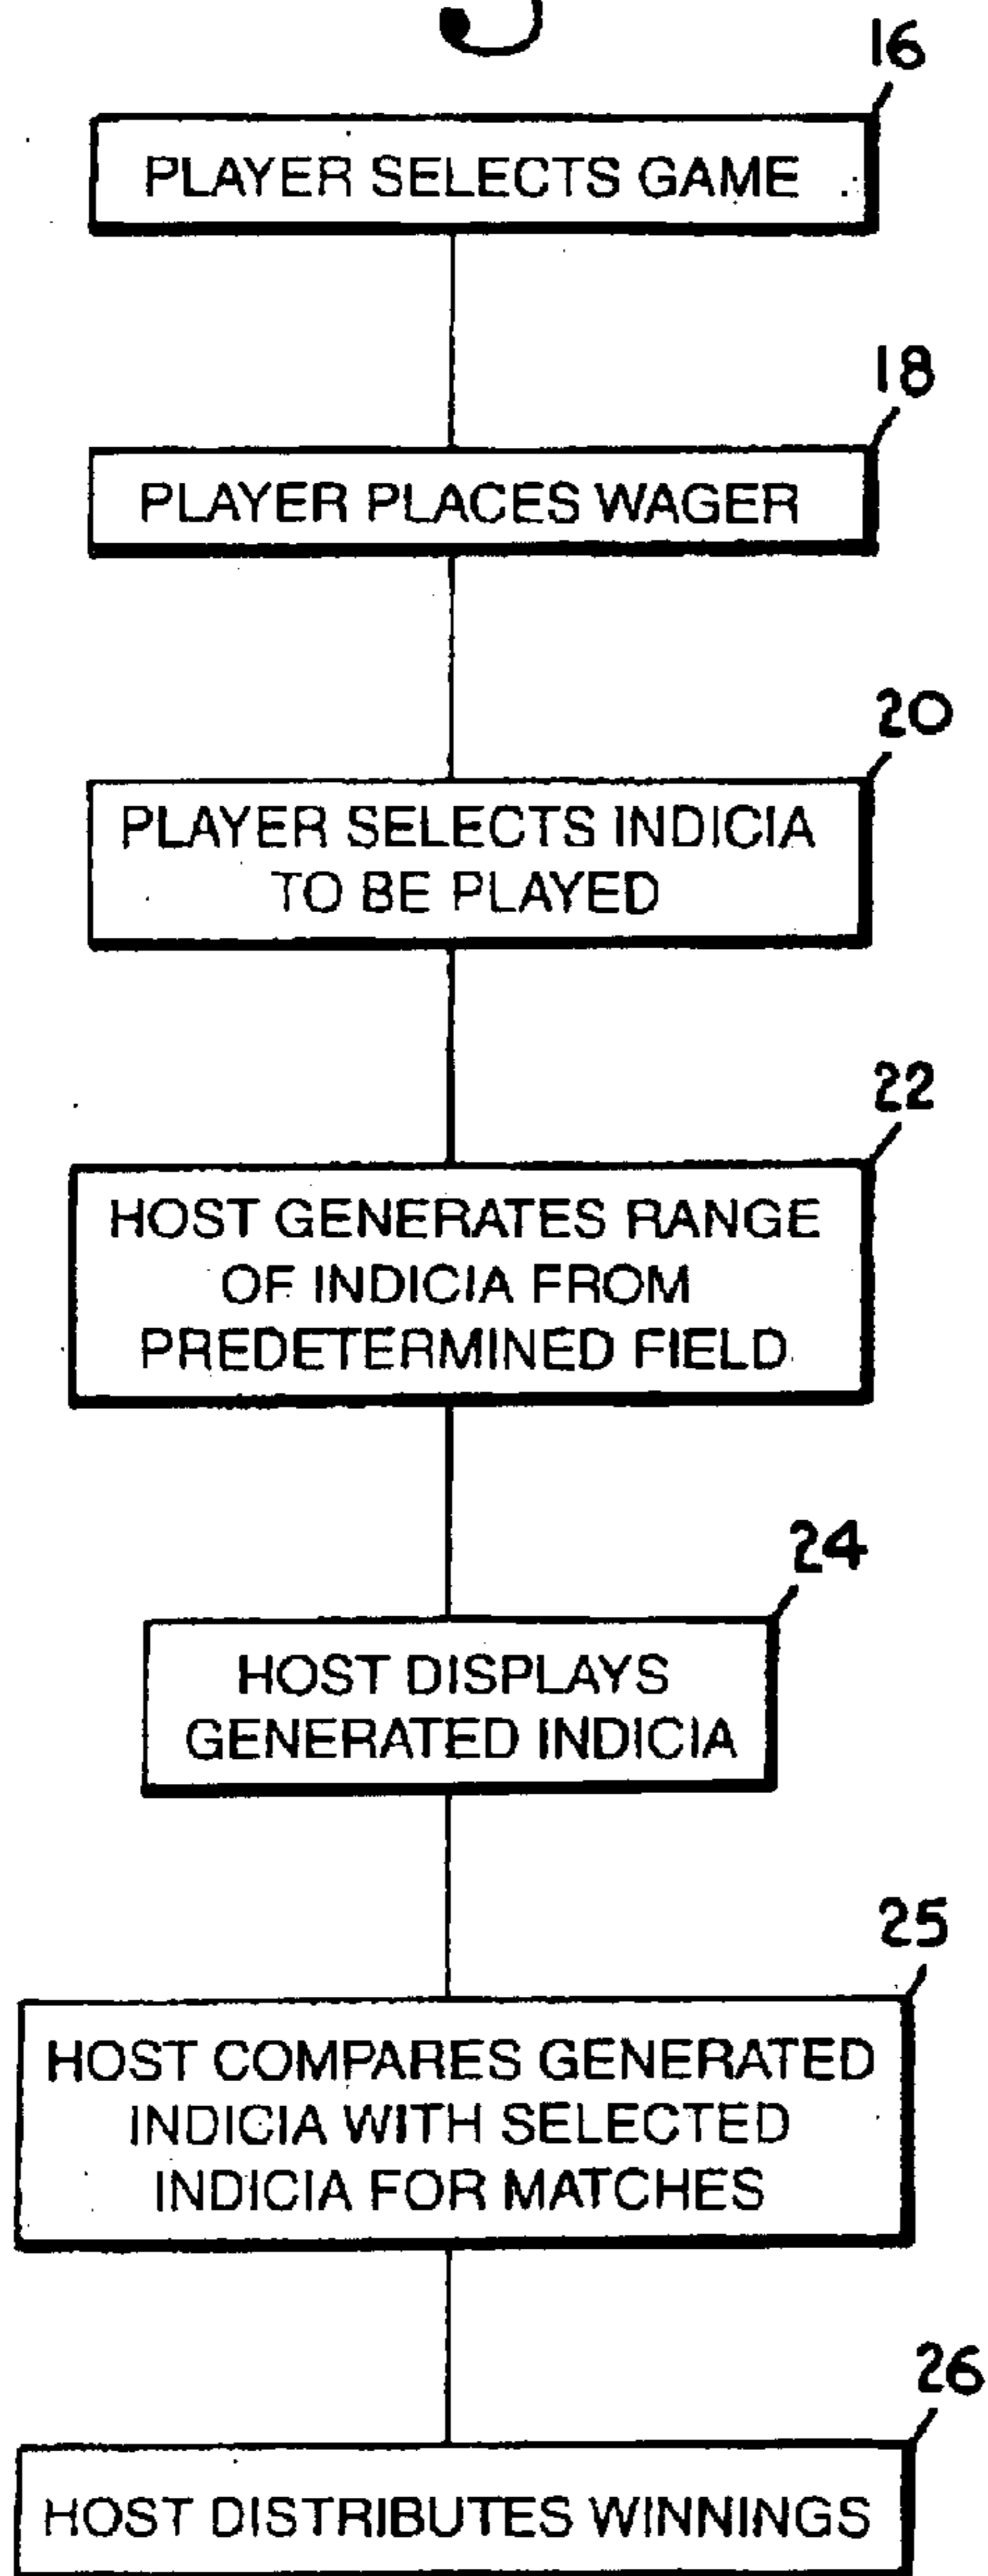 16
PLAYER SELECTS GAME
18
PLAYER PLACES WAGER
20
PLAYER SELECTS INDICIA
TO BE PLAYED
22
HOST GENERATES RANGE
OF INDICIA FROM
PREDETERMINED FIELD
24
HOST DISPLAYS
GENERATED INDICIA
25
HOST COMPARES GENERATED
INDICIA WITH SELECTED
INDICIA FOR MATCHES
26
HOST DISTRIBUTES WINNINGS